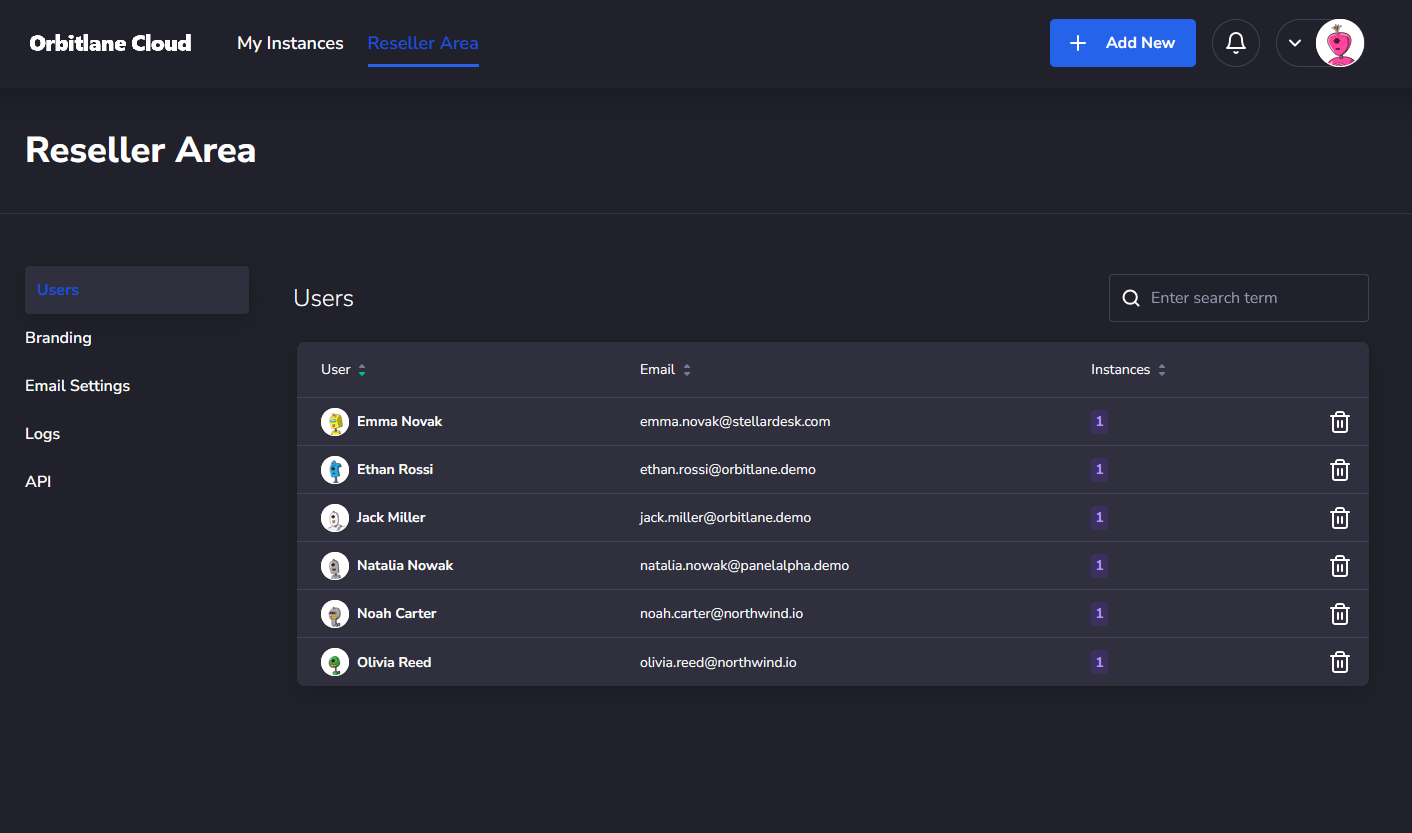 Orbitlane Cloud My Instances Reseller Area Add New
Reseller Area
Users
Branding
Email Settings
Logs
API
Users Enter search term
User Email Instances
Emma Novak emma.novak@stellardesk.com 1
Ethan Rossi ethan.rossi@orbitlane.demo 1
Jack Miller jack.miller@orbitlane.demo 1
Natalia Nowak natalia.nowak@panelalpha.demo 1
Noah Carter noah.carter@northwind.io 1
Olivia Reed olivia.reed@northwind.io 1